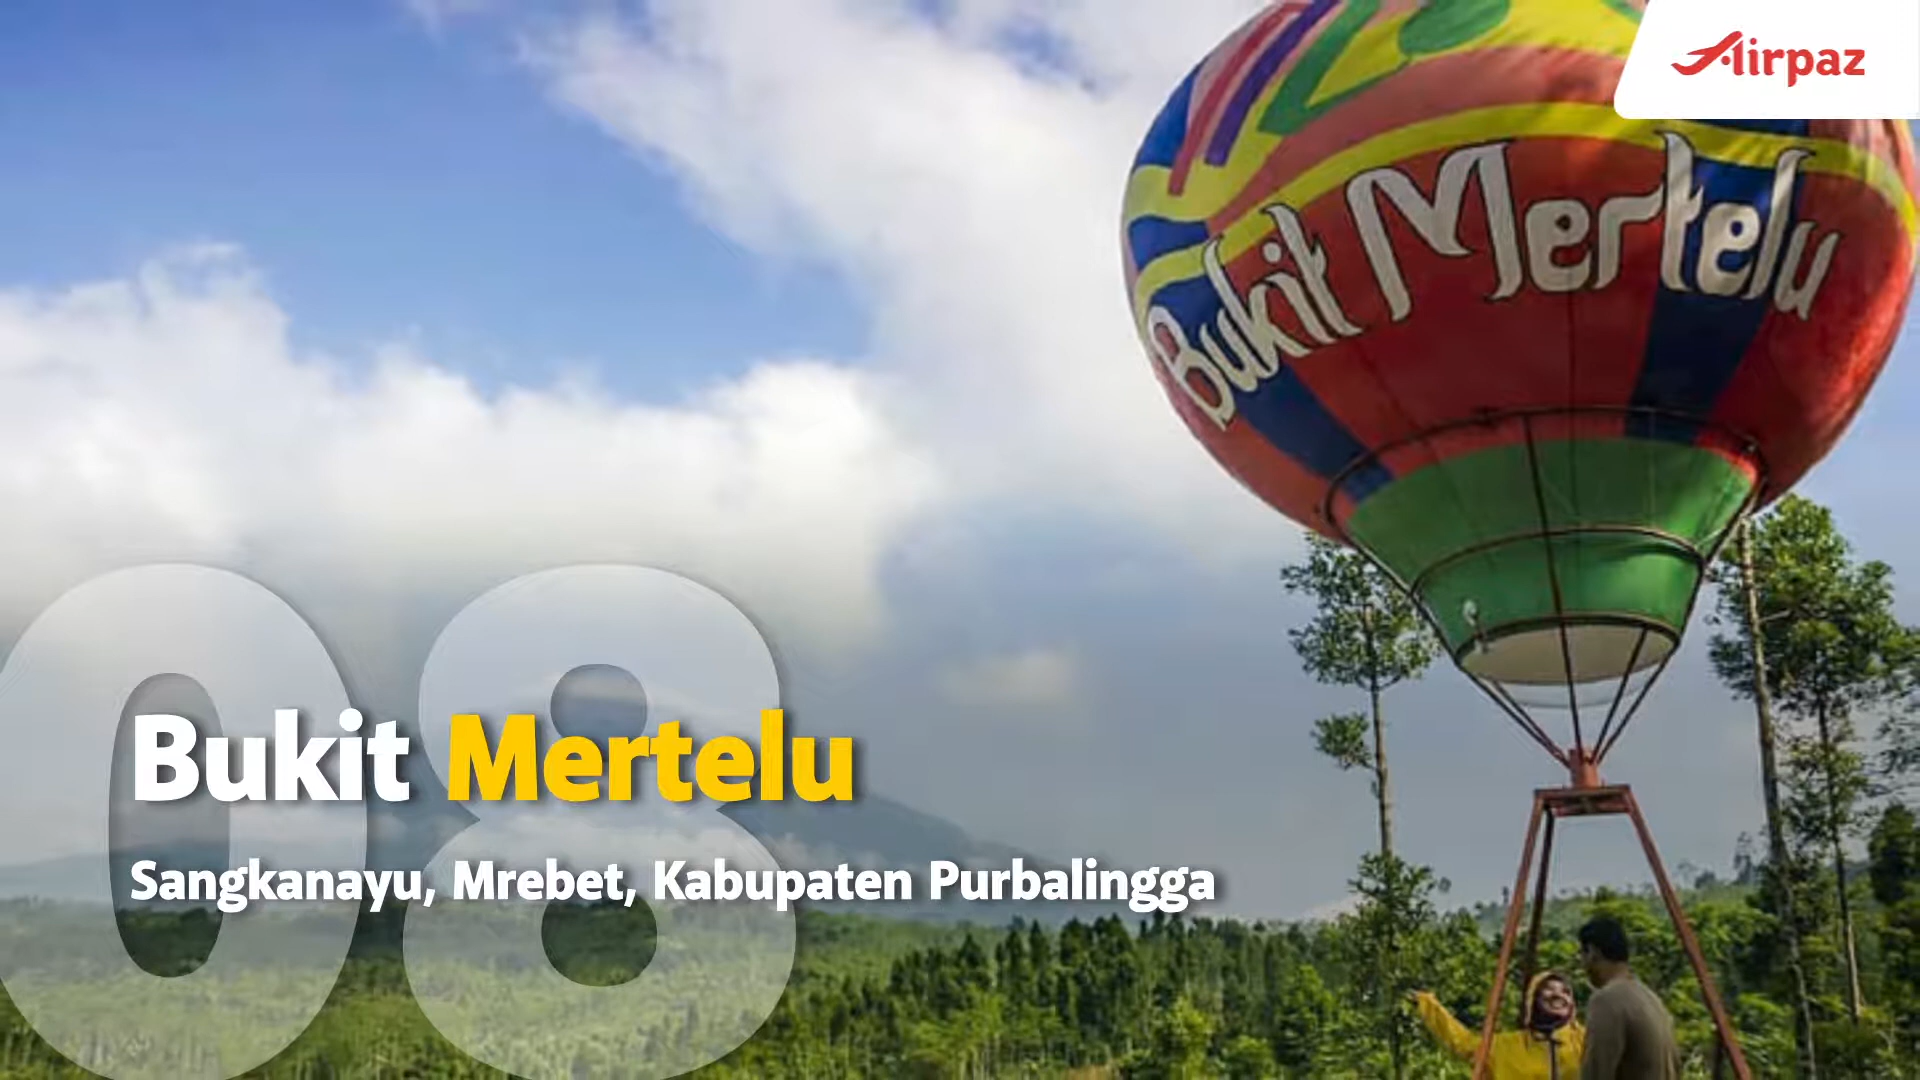 Airpaz
Bukit Mertelu
08
Bukit Mertelu
Sangkanayu, Mrebet, Kabupaten Purbalingga